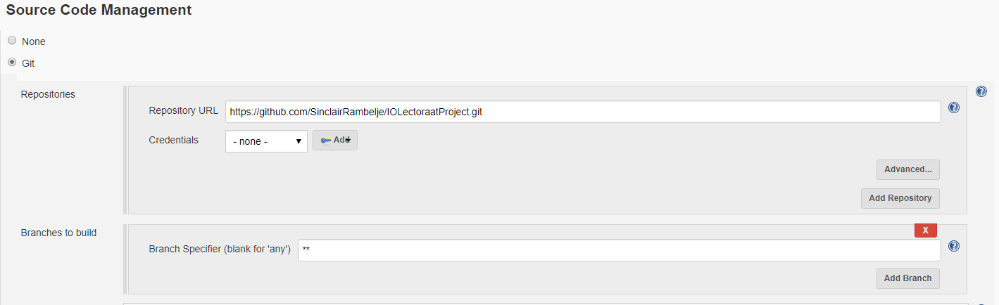 Source Code Management
None
Git
Repositories
Repository URL https://github.com/SinclairRambelje/IOLectoraatProject.git
Credentials - none - Add
Advanced...
Add Repository
Branches to build
X
Branch Specifier (blank for 'any') **
Add Branch